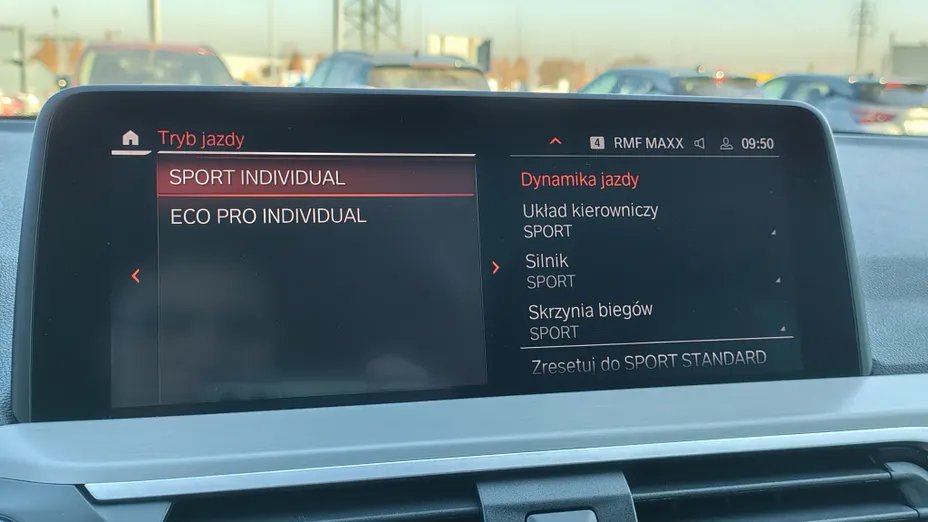 Tryb jazdy
4 RMF MAXX 09:50
SPORT INDIVIDUAL
ECO PRO INDIVIDUAL
Dynamika jazdy
Układ kierowniczy
SPORT
Silnik
SPORT
Skrzynia biegów
SPORT
Zresetuj do SPORT STANDARD